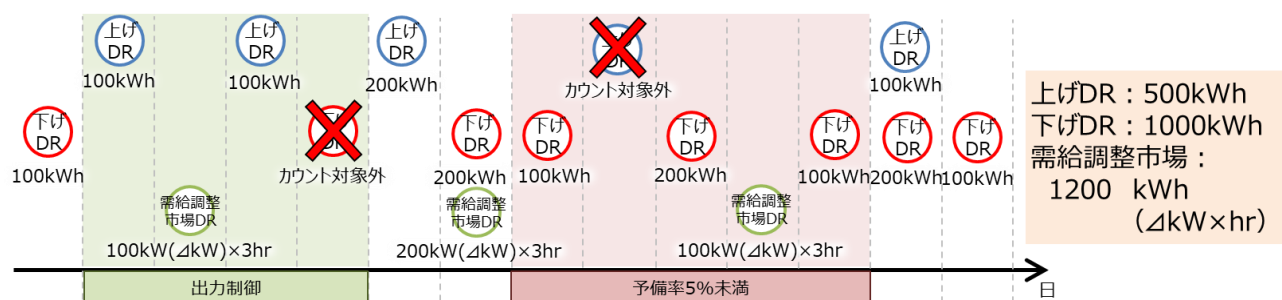 上げ
DR
100kWh
上げ
DR
100kWh
上げ
DR
200kWh
DR
カウント対象外
上げ
DR
100kWh
下げ
DR
100kWh
DR
カウント対象外
下げ
DR
200kWh
下げ
DR
100kWh
下げ
DR
200kWh
下げ
DR
100kWh
下げ
DR
200kWh
下げ
DR
100kWh
需給調整
市場DR
100kW(⊿kW)×3hr
需給調整
市場DR
200kW(⊿kW)×3hr
需給調整
市場DR
100kW(⊿kW)×3hr
出力制御
予備率5%未満
日
上げDR：500kWh
下げDR：1000kWh
需給調整市場：
1200 kWh
（⊿kW×hr）